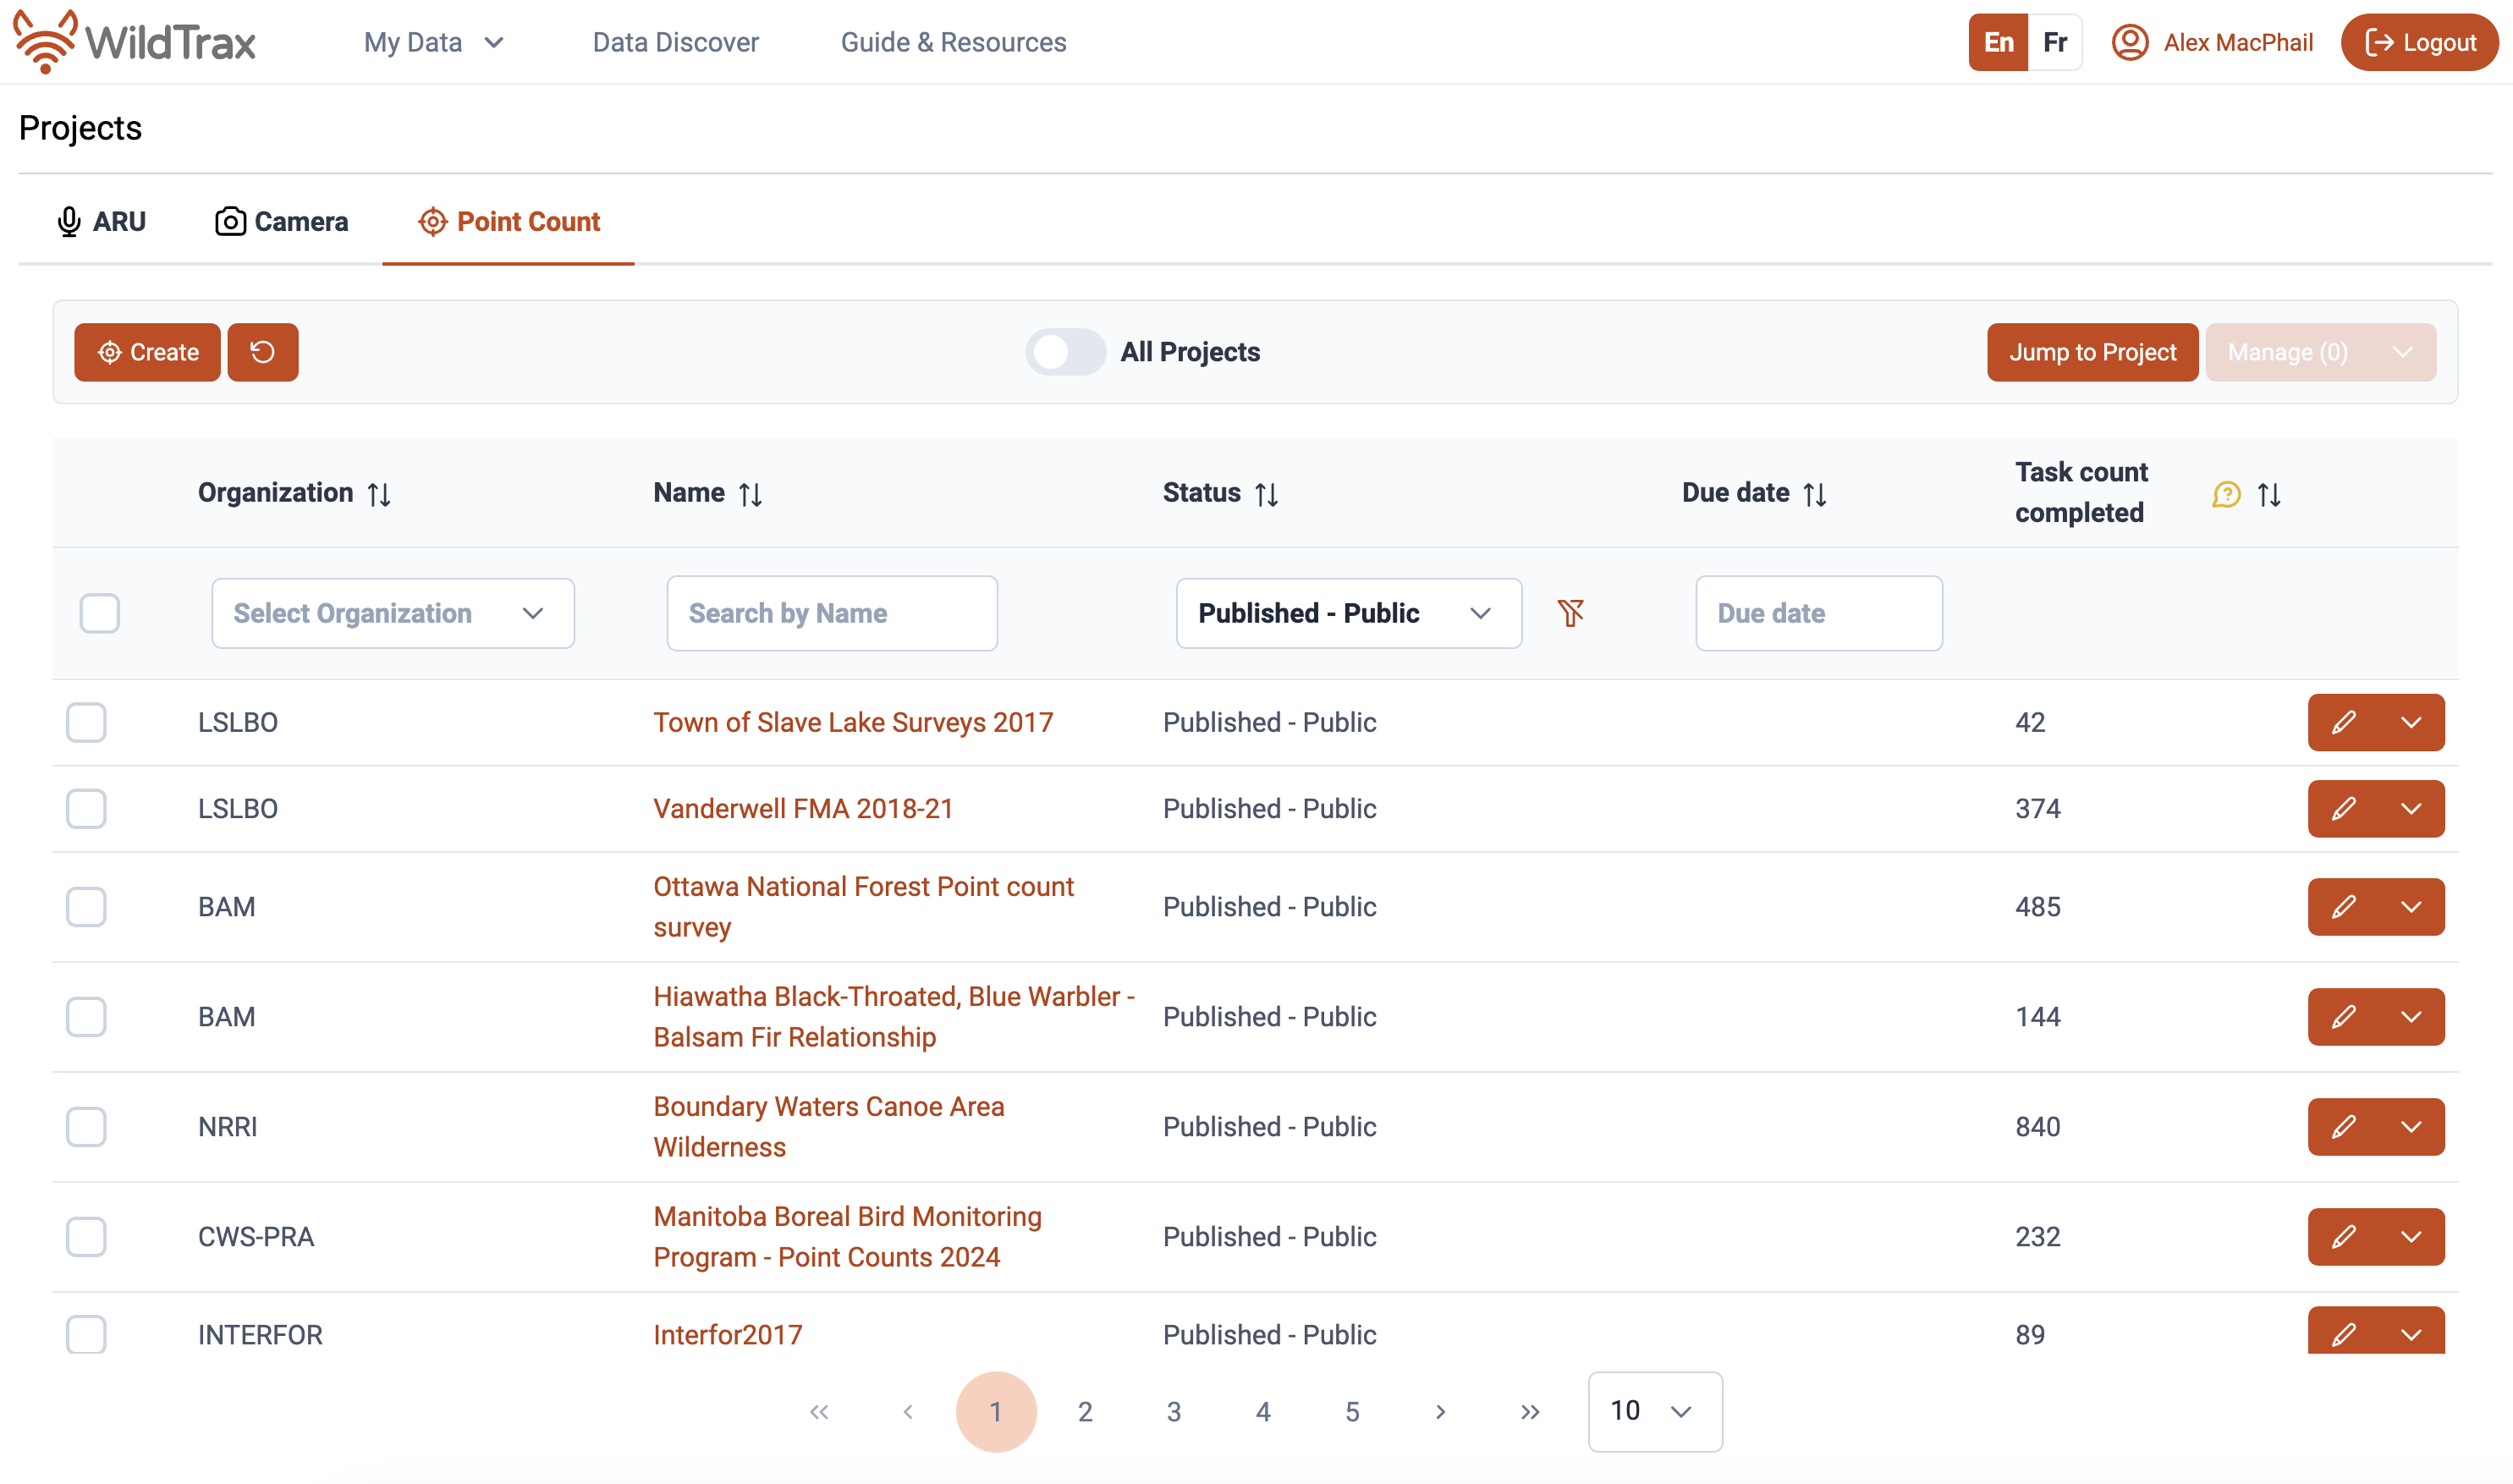 WildTrax My Data Data Discover Guide & Resources En Fr Alex MacPhail Logout
Projects
ARU Camera Point Count
Create All Projects Jump to Project Manage (0)
Organization Name Status Due date Task count completed ?
Select Organization Search by Name Published - Public Due date
LSLBO Town of Slave Lake Surveys 2017 Published - Public 42
LSLBO Vanderwell FMA 2018-21 Published - Public 374
BAM Ottawa National Forest Point count survey Published - Public 485
BAM Hiawatha Black-Throated, Blue Warbler - Balsam Fir Relationship Published - Public 144
NRRI Boundary Waters Canoe Area Wilderness Published - Public 840
CWS-PRA Manitoba Boreal Bird Monitoring Program - Point Counts 2024 Published - Public 232
INTERFOR Interfor2017 Published - Public 89
« ‹ 1 2 3 4 5 › » 10